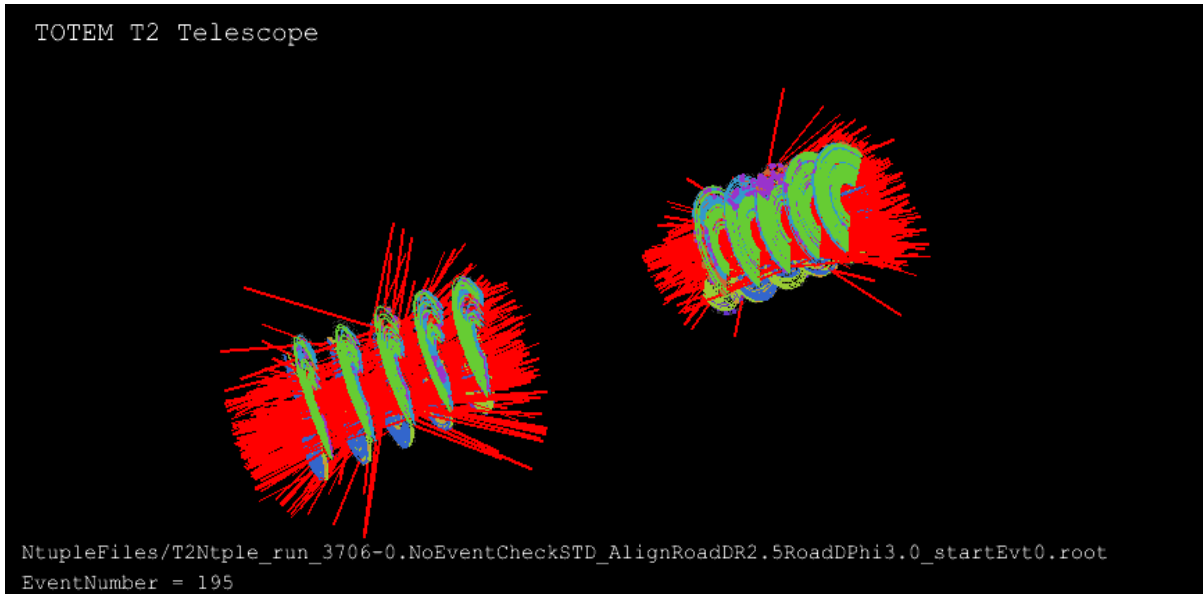 TOTEM T2 Telescope
NtupleFiles/T2Ntple_run_3706-0.NoEventCheckSTD_AlignRoadDR2.5RoadDPhi3.0_startEvt0.root
EventNumber = 195